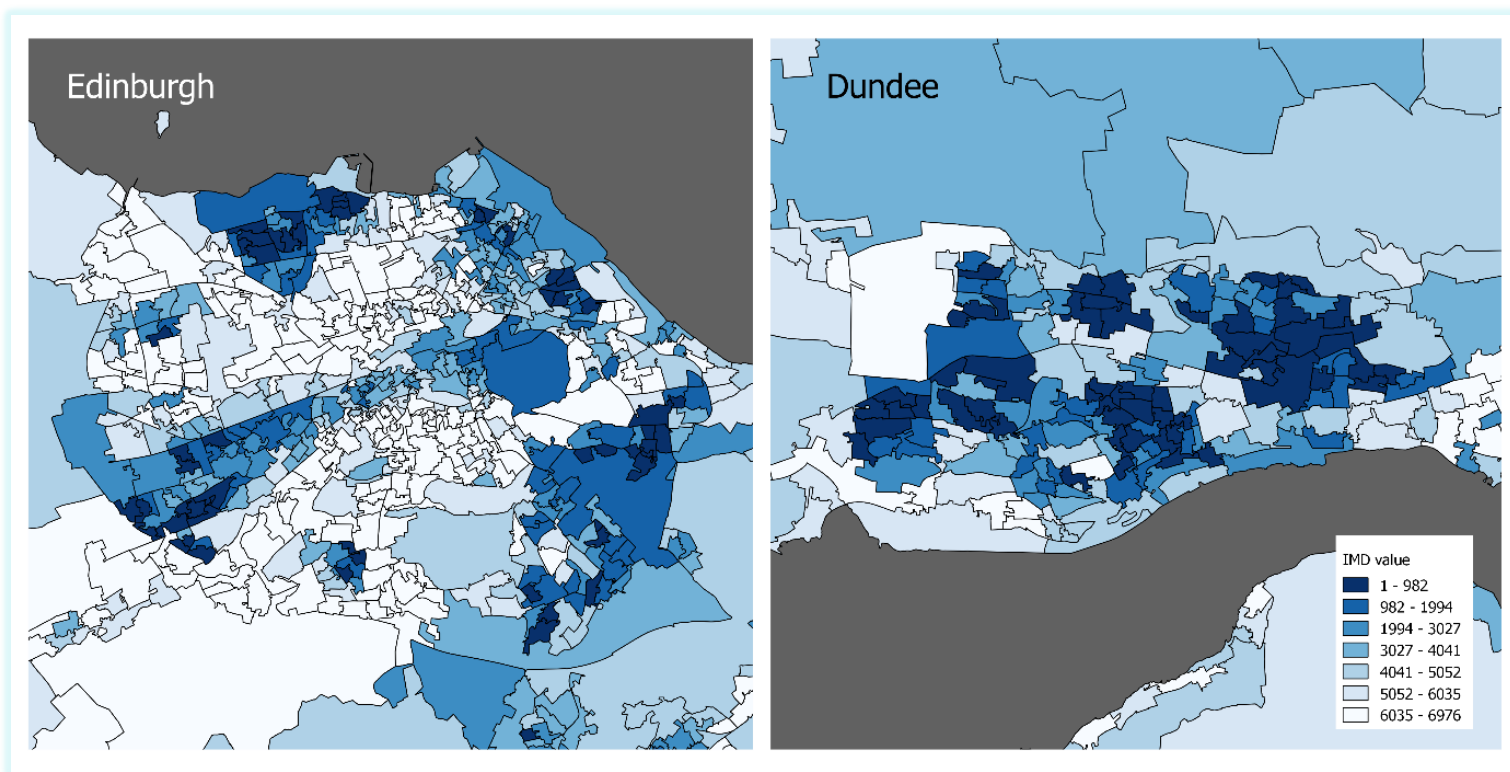 Edinburgh
Dundee
IMD value
1 - 982
982 - 1994
1994 - 3027
3027 - 4041
4041 - 5052
5052 - 6035
6035 - 6976